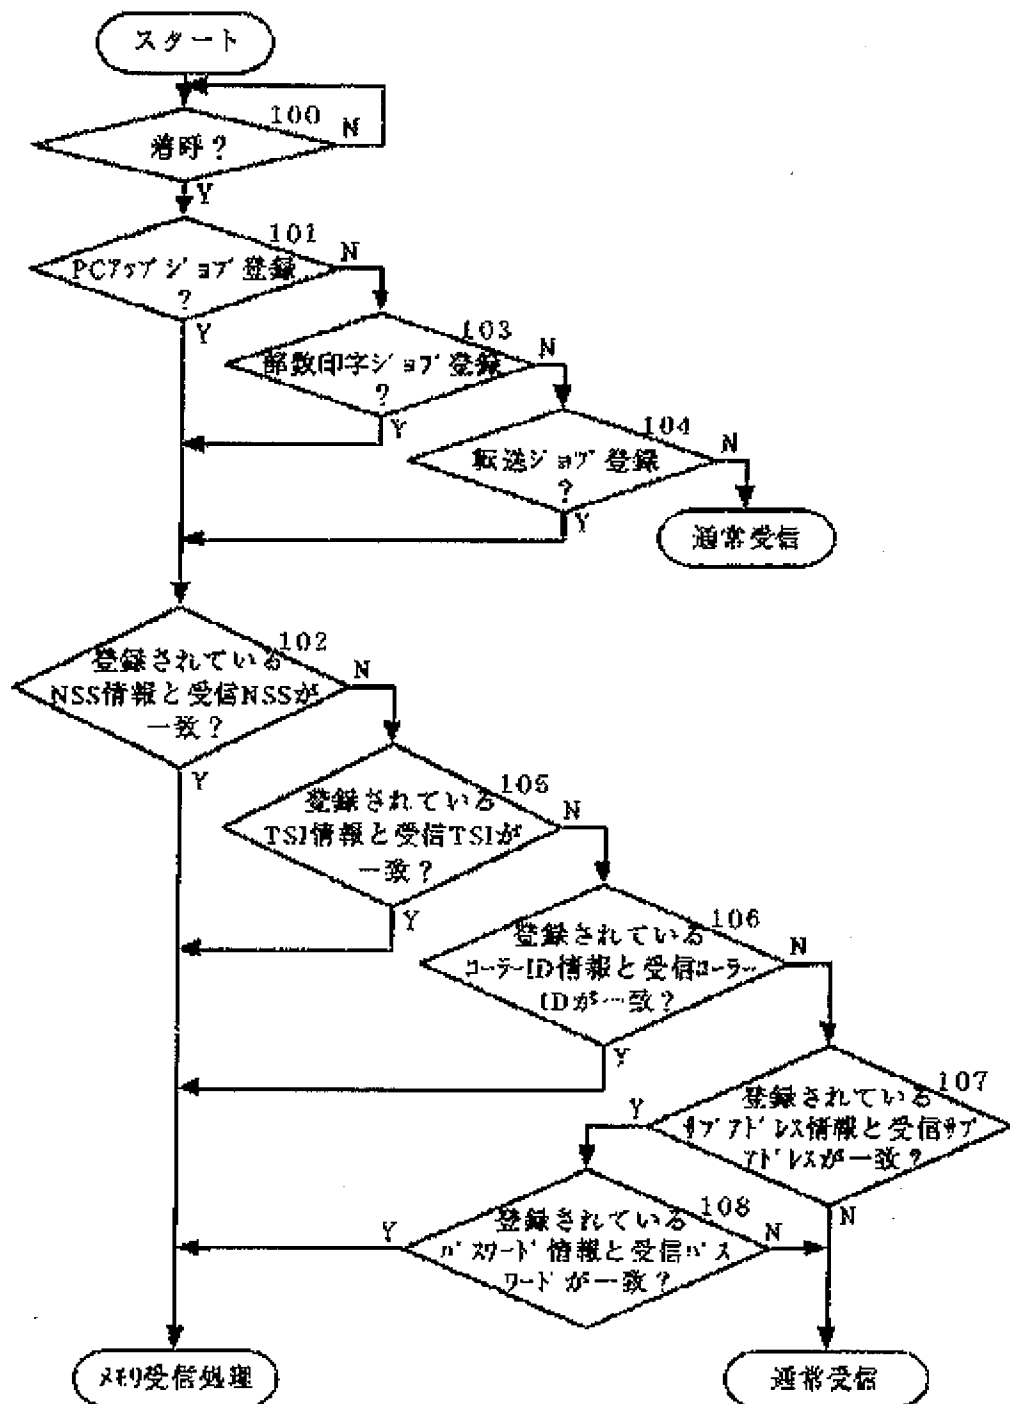 スタート
100
着呼？
N
Y
101
PCアップジョブ登録
？
N
Y
103
部数印字ジョブ登録
？
N
Y
104
転送ジョブ登録
？
N
Y
通常受信
102
登録されている
NSS情報と受信NSSが
一致？
N
Y
105
登録されている
TSI情報と受信TSIが
一致？
N
Y
106
登録されている
コーラーID情報と受信コーラー
IDが一致？
N
Y
107
登録されている
サブアドレス情報と受信サブ
アドレスが一致？
Y
N
108
登録されている
パスワード情報と受信パス
ワードが一致？
Y
N
メモリ受信処理
通常受信